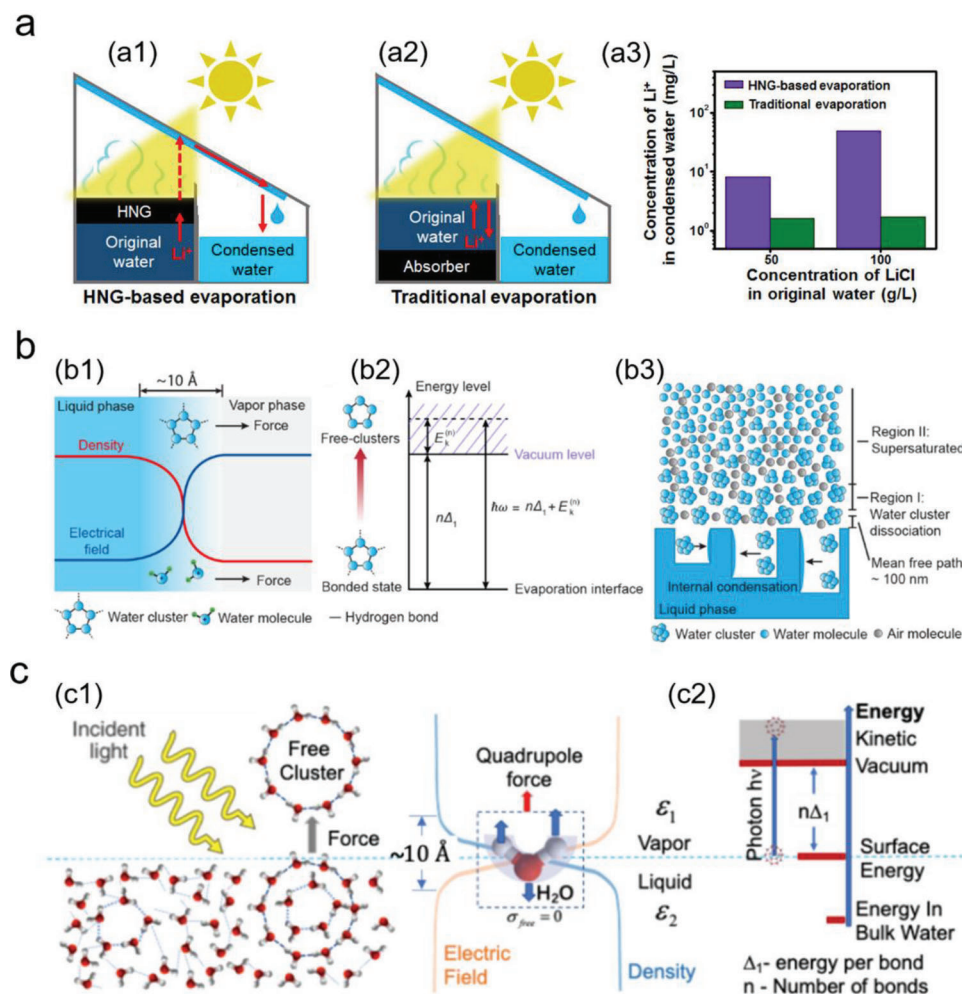 a
(a1)
HNG
Original
water
Li⁺
Condensed
water
HNG-based evaporation
(a2)
Original
water
Li⁺
Absorber
Condensed
water
Traditional evaporation
(a3)
Concentration of Li⁺
in condensed water (mg/L)
10²
10¹
10⁰
HNG-based evaporation
Traditional evaporation
50
100
Concentration of LiCl
in original water (g/L)
b
(b1)
~10 Å
Liquid phase
Vapor phase
Force
Density
Electrical
field
Force
Water cluster
Water molecule
Hydrogen bond
(b2)
Energy level
Free-clusters
E_k^(n)
Vacuum level
nΔ₁
ħω = nΔ₁ + E_k^(n)
Bonded state
Evaporation interface
(b3)
Region II:
Supersaturated
Region I:
Water cluster
dissociation
Mean free path
~ 100 nm
Internal condensation
Liquid phase
Water cluster
Water molecule
Air molecule
c
(c1)
Incident
light
Free
Cluster
Force
~10 Å
Quadrupole
force
H₂O
σ_free = 0
Electric
Field
ε₁
Vapor
Liquid
ε₂
Density
(c2)
Energy
Kinetic
Vacuum
Photon hν
nΔ₁
Surface
Energy
Energy In
Bulk Water
Δ₁- energy per bond
n - Number of bonds